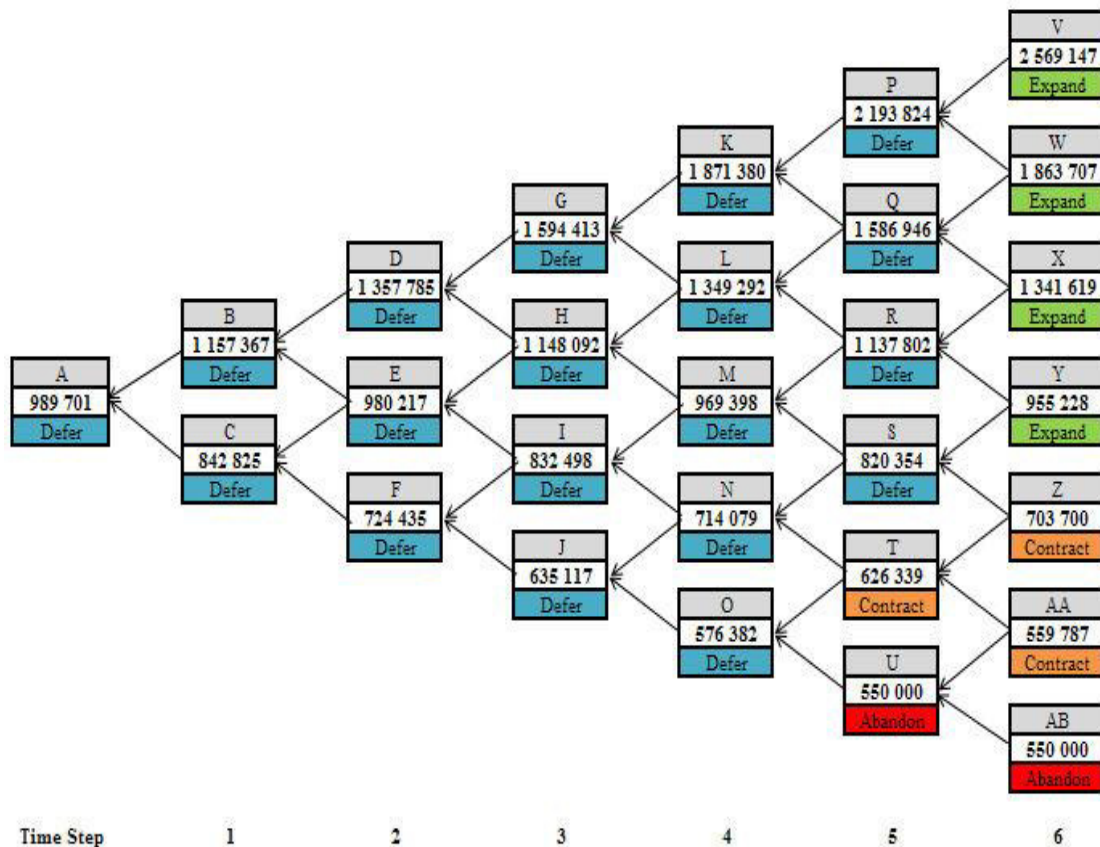 V
2 569 147
Expand
P
2 193 824
Defer
K
1 871 380
Defer
W
1 863 707
Expand
G
1 594 413
Defer
Q
1 586 946
Defer
D
1 357 785
Defer
L
1 349 292
Defer
X
1 341 619
Expand
B
1 157 367
Defer
H
1 148 092
Defer
R
1 137 802
Defer
A
989 701
Defer
E
980 217
Defer
M
969 398
Defer
Y
955 228
Expand
C
842 825
Defer
I
832 498
Defer
S
820 354
Defer
F
724 435
Defer
N
714 079
Defer
Z
703 700
Contract
J
635 117
Defer
T
626 339
Contract
O
576 382
Defer
AA
559 787
Contract
U
550 000
Abandon
AB
550 000
Abandon
Time Step 1 2 3 4 5 6